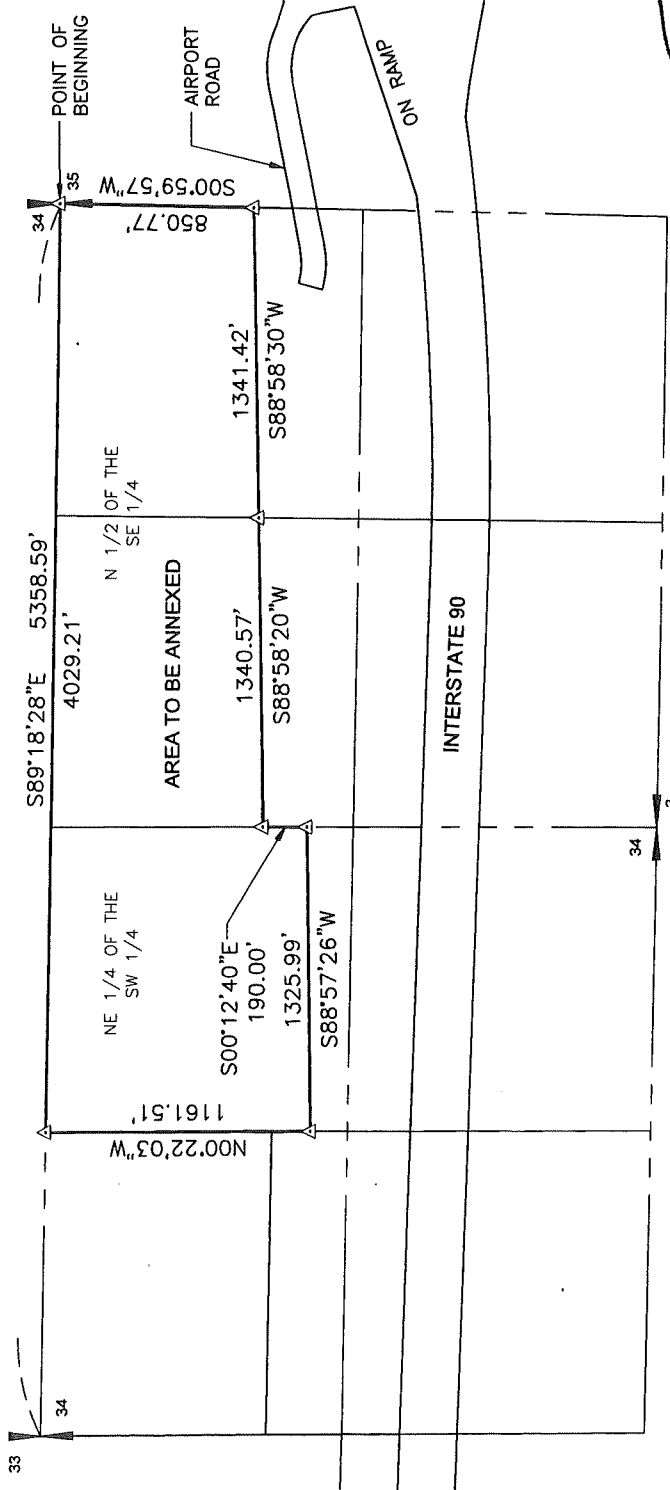 33
34
S89°18'28"E 5358.59'
4029.21'
34
35
POINT OF
BEGINNING
AIRPORT
ROAD
S00°59'57"W
850.77'
N 1/2 OF THE
SE 1/4
AREA TO BE ANNEXED
1341.42'
S88°58'30"W
1340.57'
S88°58'20"W
NE 1/4 OF THE
SW 1/4
S00°12'40"E
190.00'
1325.99'
S88°57'26"W
N00°22'03"W
1161.51'
ON RAMP
INTERSTATE 90
34